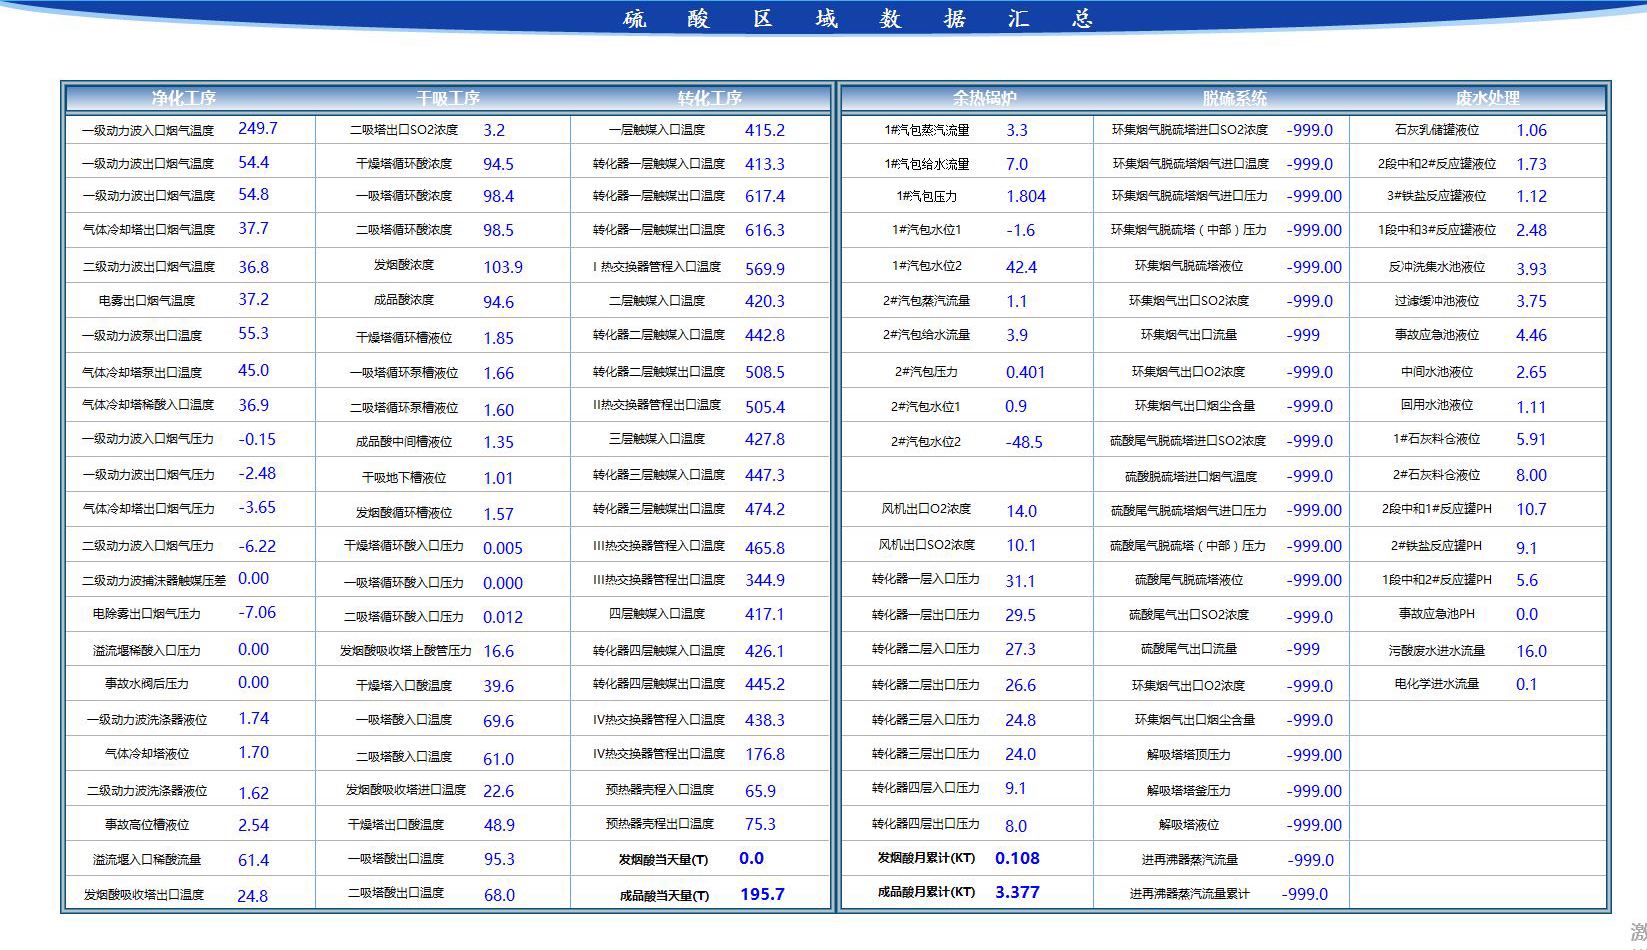 硫酸区域数据汇总
净化工序 干吸工序 转化工序 余热锅炉 脱硫系统 废水处理
一级动力波入口烟气温度 249.7 二吸塔出口SO2浓度 3.2 一层触媒入口温度 415.2 1#汽包蒸汽流量 3.3 环集烟气脱硫塔进口SO2浓度 -999.0 石灰乳储罐液位 1.06
一级动力波出口烟气温度 54.4 干燥塔循环酸浓度 94.5 转化器一层触媒入口温度 413.3 1#汽包给水流量 7.0 环集烟气脱硫塔烟气进口温度 -999.0 2段中和2#反应罐液位 1.73
一级动力波出口烟气温度 54.8 一吸塔循环酸浓度 98.4 转化器一层触媒出口温度 617.4 1#汽包压力 1.804 环集烟气脱硫塔烟气进口压力 -999.00 3#铁盐反应罐液位 1.12
气体冷却塔出口烟气温度 37.7 二吸塔循环酸浓度 98.5 转化器一层触媒出口温度 616.3 1#汽包水位1 -1.6 环集烟气脱硫塔（中部）压力 -999.00 1段中和3#反应罐液位 2.48
二级动力波出口烟气温度 36.8 发烟酸浓度 103.9 I热交换器管程入口温度 569.9 1#汽包水位2 42.4 环集烟气脱硫塔液位 -999.00 反冲洗集水池液位 3.93
电雾出口烟气温度 37.2 成品酸浓度 94.6 二层触媒入口温度 420.3 2#汽包蒸汽流量 1.1 环集烟气出口SO2浓度 -999.0 过滤缓冲池液位 3.75
一级动力波泵出口温度 55.3 干燥塔循环槽液位 1.85 转化器二层触媒入口温度 442.8 2#汽包给水流量 3.9 环集烟气出口流量 -999 事故应急池液位 4.46
气体冷却塔泵出口温度 45.0 一吸塔循环泵槽液位 1.66 转化器二层触媒出口温度 508.5 2#汽包压力 0.401 环集烟气出口O2浓度 -999.0 中间水池液位 2.65
气体冷却塔稀酸入口温度 36.9 二吸塔循环泵槽液位 1.60 II热交换器管程出口温度 505.4 2#汽包水位1 0.9 环集烟气出口烟尘含量 -999.0 回用水池液位 1.11
一级动力波入口烟气压力 -0.15 成品酸中间槽液位 1.35 三层触媒入口温度 427.8 2#汽包水位2 -48.5 硫酸尾气脱硫塔进口SO2浓度 -999.0 1#石灰料仓液位 5.91
一级动力波出口烟气压力 -2.48 干吸地下槽液位 1.01 转化器三层触媒入口温度 447.3 硫酸脱硫塔进口烟气温度 -999.0 2#石灰料仓液位 8.00
气体冷却塔出口烟气压力 -3.65 发烟酸循环槽液位 1.57 转化器三层触媒出口温度 474.2 风机出口O2浓度 14.0 硫酸尾气脱硫塔烟气进口压力 -999.00 2段中和1#反应罐PH 10.7
二级动力波入口烟气压力 -6.22 干燥塔循环酸入口压力 0.005 III热交换器管程入口温度 465.8 风机出口SO2浓度 10.1 硫酸尾气脱硫塔（中部）压力 -999.00 2#铁盐反应罐PH 9.1
二级动力波捕沫器触媒压差 0.00 一吸塔循环酸入口压力 0.000 III热交换器管程出口温度 344.9 转化器一层入口压力 31.1 硫酸尾气脱硫塔液位 -999.00 1段中和2#反应罐PH 5.6
电除雾出口烟气压力 -7.06 二吸塔循环酸入口压力 0.012 四层触媒入口温度 417.1 转化器一层出口压力 29.5 硫酸尾气出口SO2浓度 -999.0 事故应急池PH 0.0
溢流堰稀酸入口压力 0.00 发烟酸吸收塔上酸管压力 16.6 转化器四层触媒入口温度 426.1 转化器二层入口压力 27.3 硫酸尾气出口流量 -999 污酸废水进水流量 16.0
事故水阀后压力 0.00 干燥塔入口酸温度 39.6 转化器四层触媒出口温度 445.2 转化器二层出口压力 26.6 环集烟气出口O2浓度 -999.0 电化学进水流量 0.1
一级动力波洗涤器液位 1.74 一吸塔酸入口温度 69.6 IV热交换器管程入口温度 438.3 转化器三层入口压力 24.8 环集烟气出口烟尘含量 -999.0
气体冷却塔液位 1.70 二吸塔酸入口温度 61.0 IV热交换器管程出口温度 176.8 转化器三层出口压力 24.0 解吸塔塔顶压力 -999.00
二级动力波洗涤器液位 1.62 发烟酸吸收塔进口温度 22.6 预热器壳程入口温度 65.9 转化器四层入口压力 9.1 解吸塔塔釜压力 -999.00
事故高位槽液位 2.54 干燥塔出口酸温度 48.9 预热器壳程出口温度 75.3 转化器四层出口压力 8.0 解吸塔液位 -999.00
溢流堰入口稀酸流量 61.4 一吸塔酸出口温度 95.3 发烟酸当天量(T) 0.0 发烟酸月累计(KT) 0.108 进再沸器蒸汽流量 -999.0
发烟酸吸收塔出口温度 24.8 二吸塔酸出口温度 68.0 成品酸当天量(T) 195.7 成品酸月累计(KT) 3.377 进再沸器蒸汽流量累计 -999.0
激